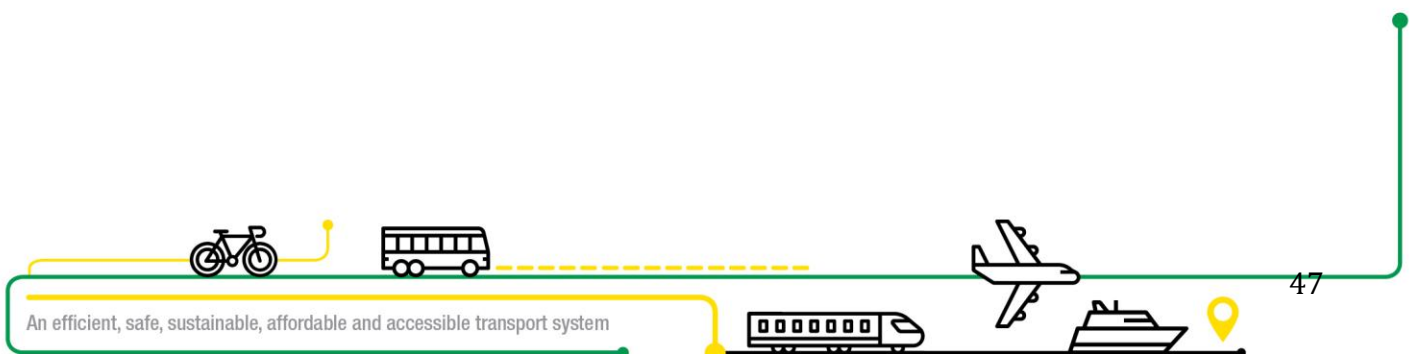 47
An efficient, safe, sustainable, affordable and accessible transport system